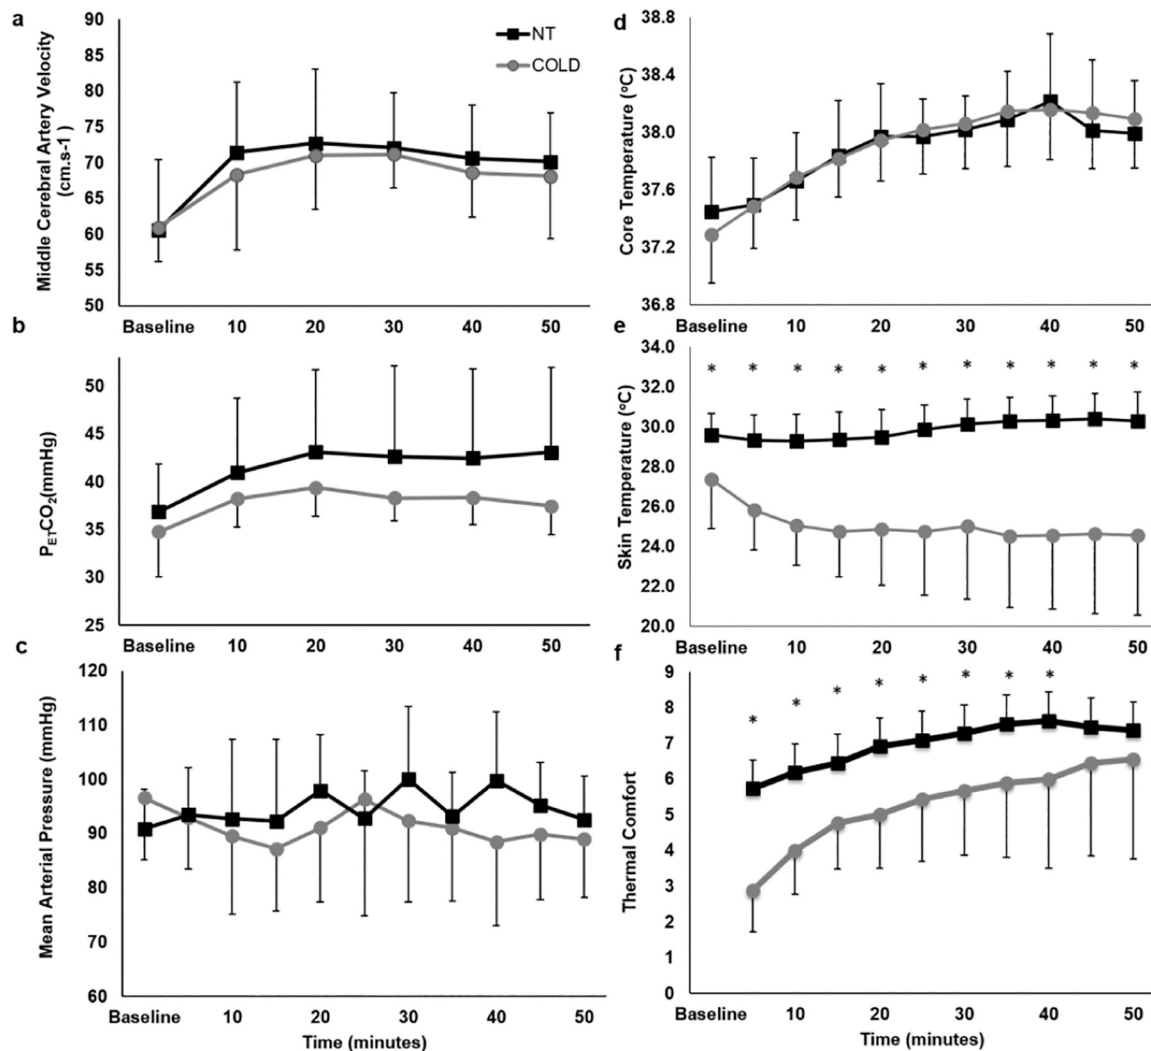 a
Middle Cerebral Artery Velocity
(cm.s-1 )
90
85
80
75
70
65
60
55
50
NT
COLD
Baseline 10 20 30 40 50
b
PETCO2(mmHg)
50
45
40
35
30
25
Baseline 10 20 30 40 50
c
Mean Arterial Pressure (mmHg)
120
110
100
90
80
70
60
Baseline 10 20 30 40 50
Time (minutes)
d
Core Temperature (°C)
38.8
38.4
38.0
37.6
37.2
36.8
Baseline 10 20 30 40 50
e
Skin Temperature (°C)
34.0
32.0
30.0
28.0
26.0
24.0
22.0
20.0
* * * * * * * * * * *
Baseline 10 20 30 40 50
f
Thermal Comfort
9
8
7
6
5
4
3
2
1
0
* * * * * * * *
Baseline 10 20 30 40 50
Time (minutes)